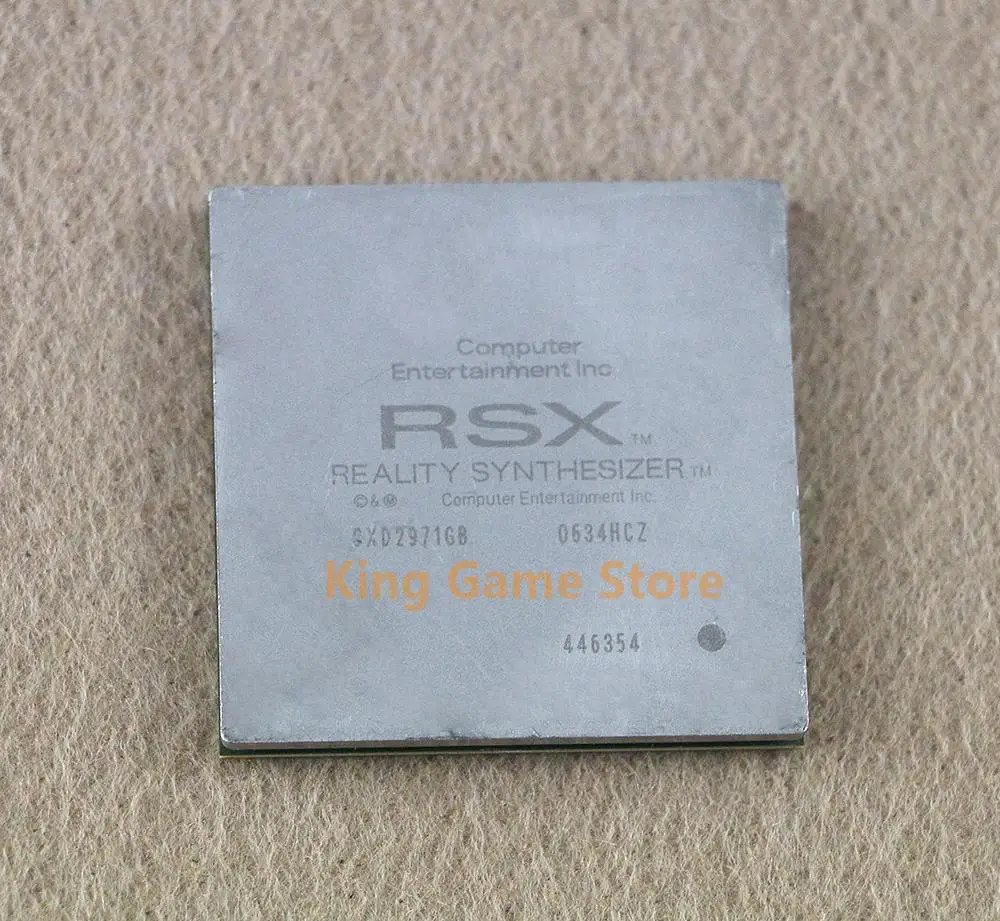 Computer
Entertainment Inc
RSX™
REALITY SYNTHESIZER™
©&Ⓜ Computer Entertainment Inc.
CXD2971GB 0634HCZ
King Game Store
446354